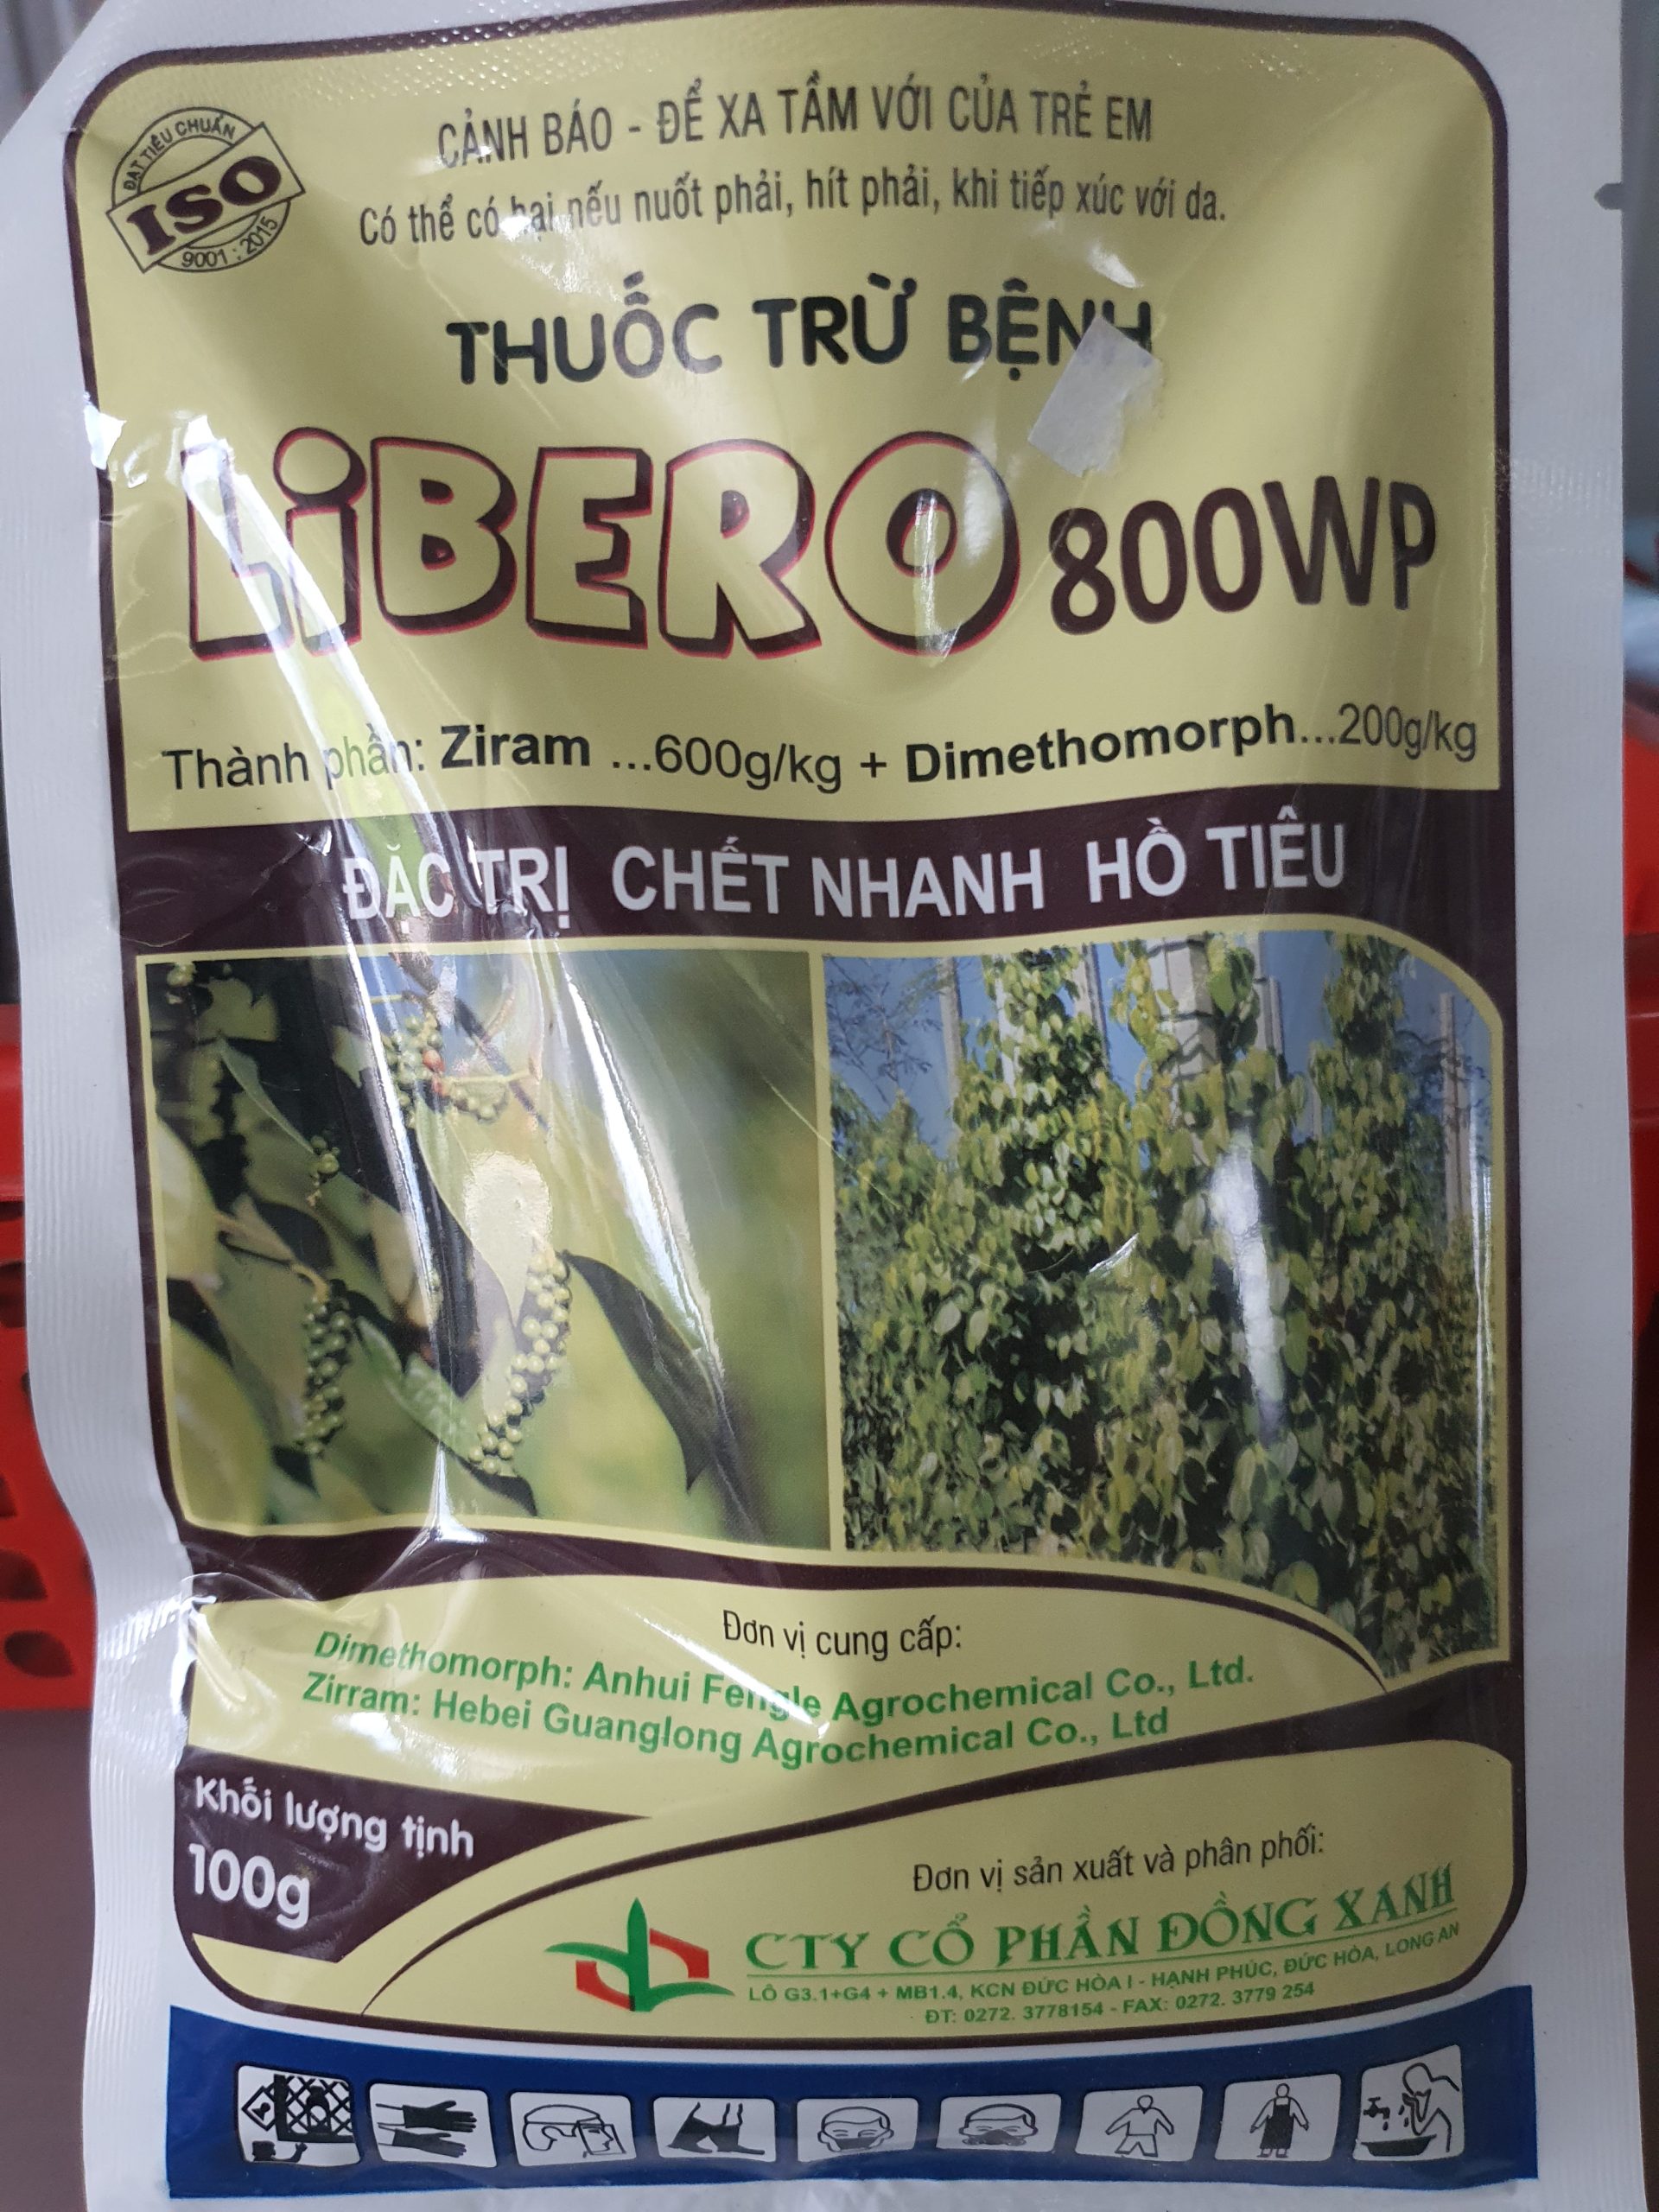 ĐẠT TIÊU CHUẨN
ISO
9001 : 2015
CẢNH BÁO - ĐỂ XA TẦM VỚI CỦA TRẺ EM
Có thể có hại nếu nuốt phải, hít phải, khi tiếp xúc với da.
THUỐC TRỪ BỆNH
LiBERO 800WP
Thành phần: Ziram ...600g/kg + Dimethomorph...200g/kg
ĐẶC TRỊ CHẾT NHANH HỒ TIÊU
Đơn vị cung cấp:
Dimethomorph: Anhui Fengle Agrochemical Co., Ltd.
Zirram: Hebei Guanglong Agrochemical Co., Ltd
Khối lượng tịnh
100g
Đơn vị sản xuất và phân phối:
CTY CỔ PHẦN ĐỒNG XANH
LÔ G3.1+G4 + MB1.4, KCN ĐỨC HÒA I - HẠNH PHÚC, ĐỨC HÒA, LONG AN
ĐT: 0272. 3778154 - FAX: 0272. 3779 254